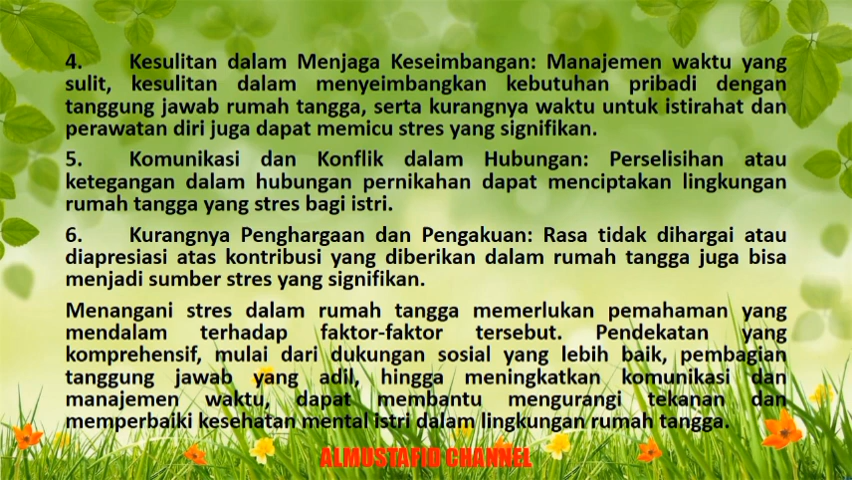 4. Kesulitan dalam Menjaga Keseimbangan: Manajemen waktu yang
sulit, kesulitan dalam menyeimbangkan kebutuhan pribadi dengan
tanggung jawab rumah tangga, serta kurangnya waktu untuk istirahat dan
perawatan diri juga dapat memicu stres yang signifikan.
5. Komunikasi dan Konflik dalam Hubungan: Perselisihan atau
ketegangan dalam hubungan pernikahan dapat menciptakan lingkungan
rumah tangga yang stres bagi istri.
6. Kurangnya Penghargaan dan Pengakuan: Rasa tidak dihargai atau
diapresiasi atas kontribusi yang diberikan dalam rumah tangga juga bisa
menjadi sumber stres yang signifikan.
Menangani stres dalam rumah tangga memerlukan pemahaman yang
mendalam terhadap faktor-faktor tersebut. Pendekatan yang
komprehensif, mulai dari dukungan sosial yang lebih baik, pembagian
tanggung jawab yang adil, hingga meningkatkan komunikasi dan
manajemen waktu, dapat membantu mengurangi tekanan dan
memperbaiki kesehatan mental istri dalam lingkungan rumah tangga.
ALMUSTAFID CHANNEL